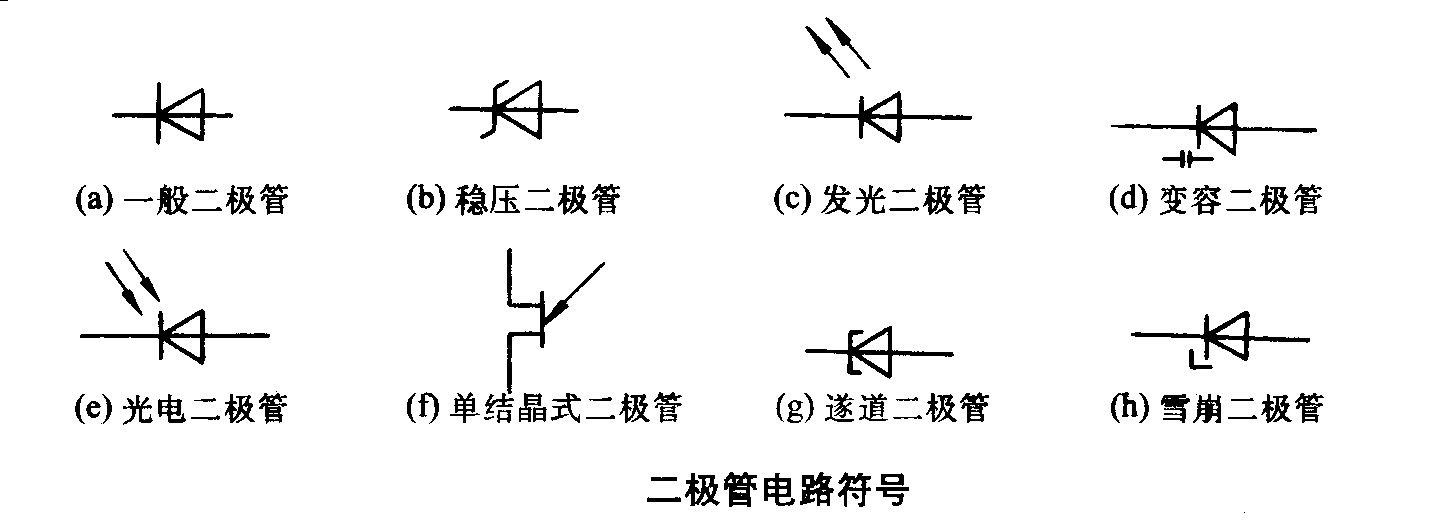 (a) 一般二极管 (b) 稳压二极管 (c) 发光二极管 (d) 变容二极管
(e) 光电二极管 (f) 单结晶式二极管 (g) 遂道二极管 (h) 雪崩二极管
二极管电路符号